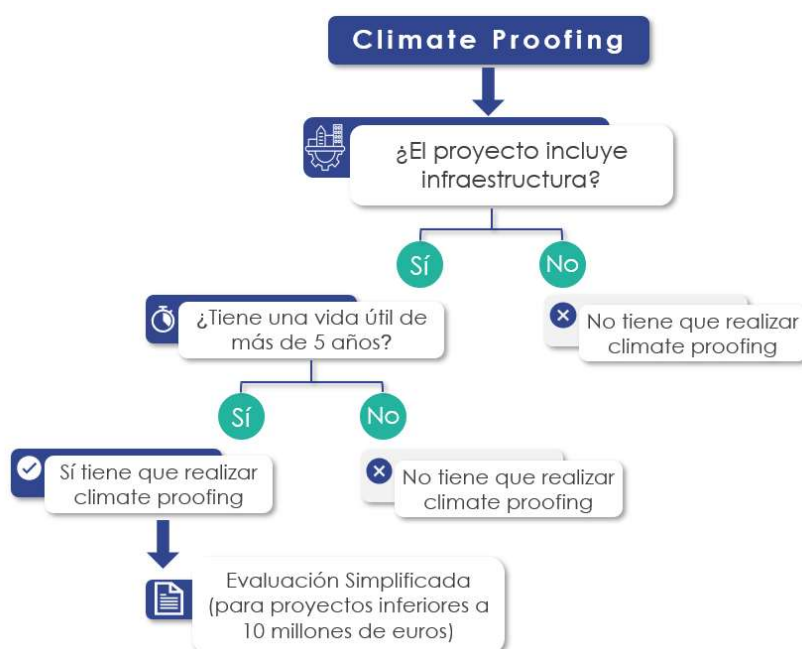 Climate Proofing
¿El proyecto incluye
infraestructura?
Sí
No
¿Tiene una vida útil de
más de 5 años?
No tiene que realizar
climate proofing
Sí
No
Sí tiene que realizar
climate proofing
No tiene que realizar
climate proofing
Evaluación Simplificada
(para proyectos inferiores a
10 millones de euros)